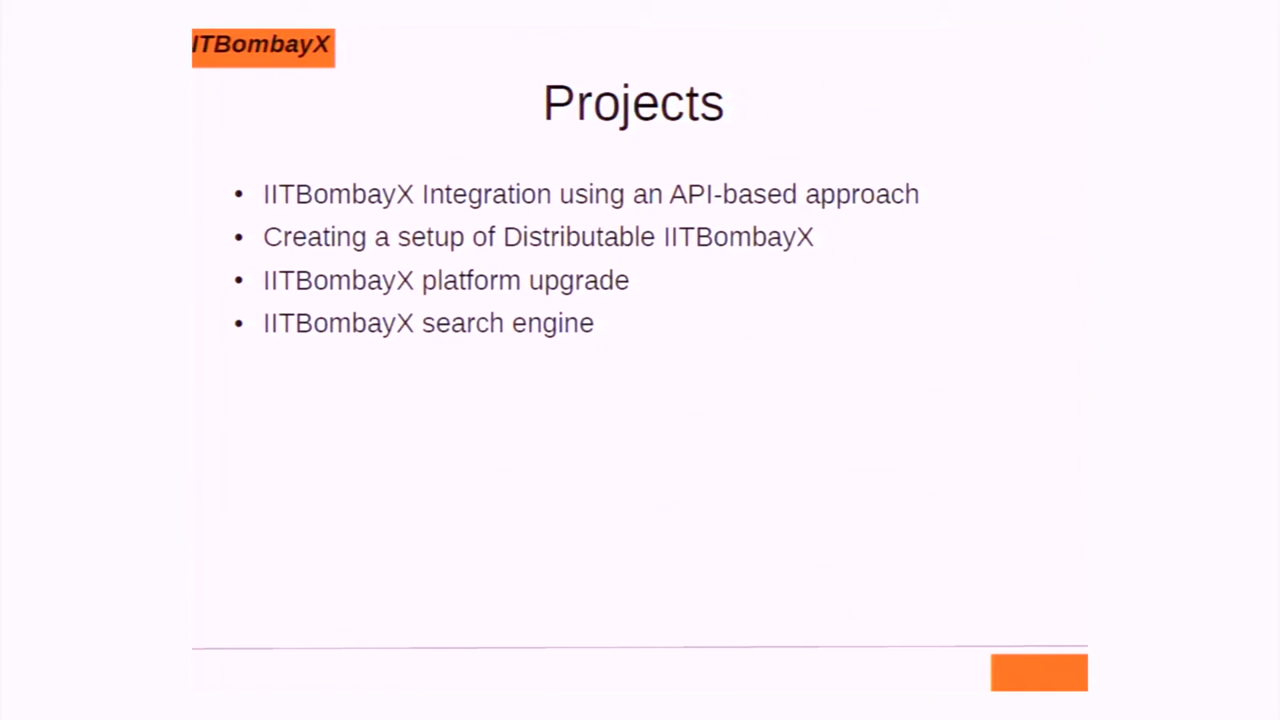 ITBombayX
Projects
• IITBombayX Integration using an API-based approach
• Creating a setup of Distributable IITBombayX
• IITBombayX platform upgrade
• IITBombayX search engine